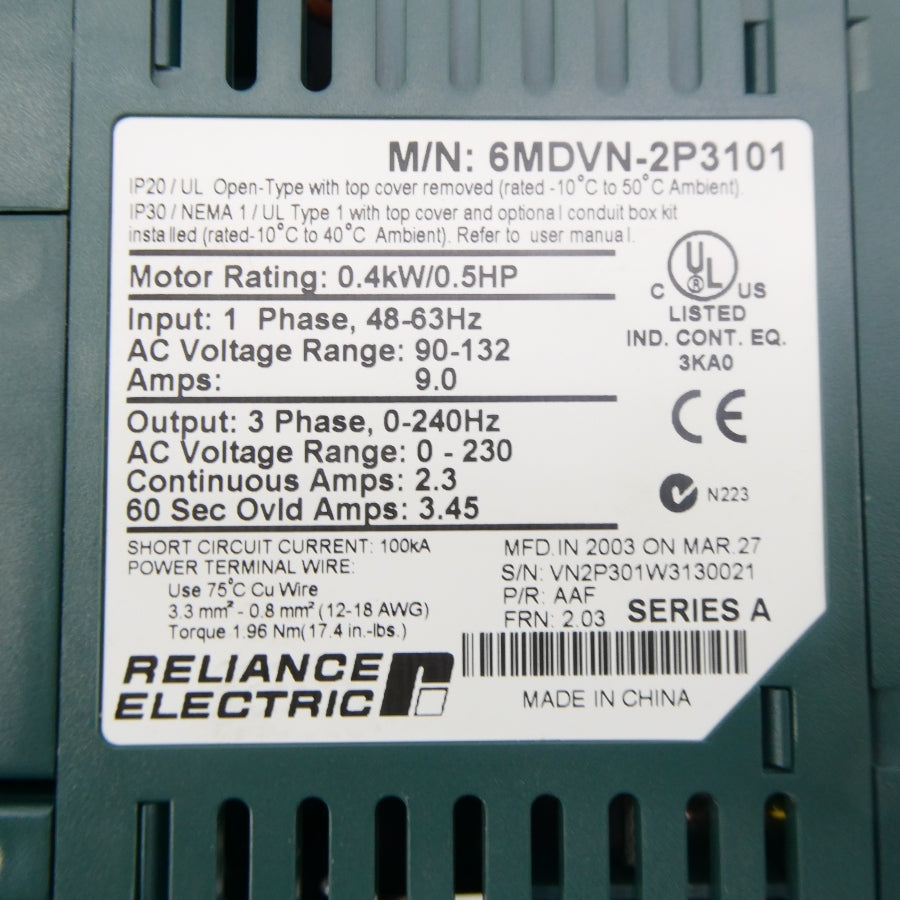 M/N: 6MDVN-2P3101
IP20 / UL Open-Type with top cover removed (rated -10°C to 50°C Ambient).
IP30 / NEMA 1 / UL Type 1 with top cover and optional conduit box kit
installed (rated-10°C to 40°C Ambient). Refer to user manual.
Motor Rating: 0.4kW/0.5HP
Input: 1 Phase, 48-63Hz
AC Voltage Range: 90-132
Amps: 9.0
Output: 3 Phase, 0-240Hz
AC Voltage Range: 0 - 230
Continuous Amps: 2.3
60 Sec Ovld Amps: 3.45
UL ®
C US
LISTED
IND. CONT. EQ.
3KA0
CE
N223
SHORT CIRCUIT CURRENT: 100kA
POWER TERMINAL WIRE:
Use 75°C Cu Wire
3.3 mm² - 0.8 mm² (12-18 AWG)
Torque 1.96 Nm(17.4 in.-lbs.)
MFD. IN 2003 ON MAR. 27
S/N: VN2P301W3130021
P/R: AAF
FRN: 2.03 SERIES A
RELIANCE
ELECTRIC
MADE IN CHINA